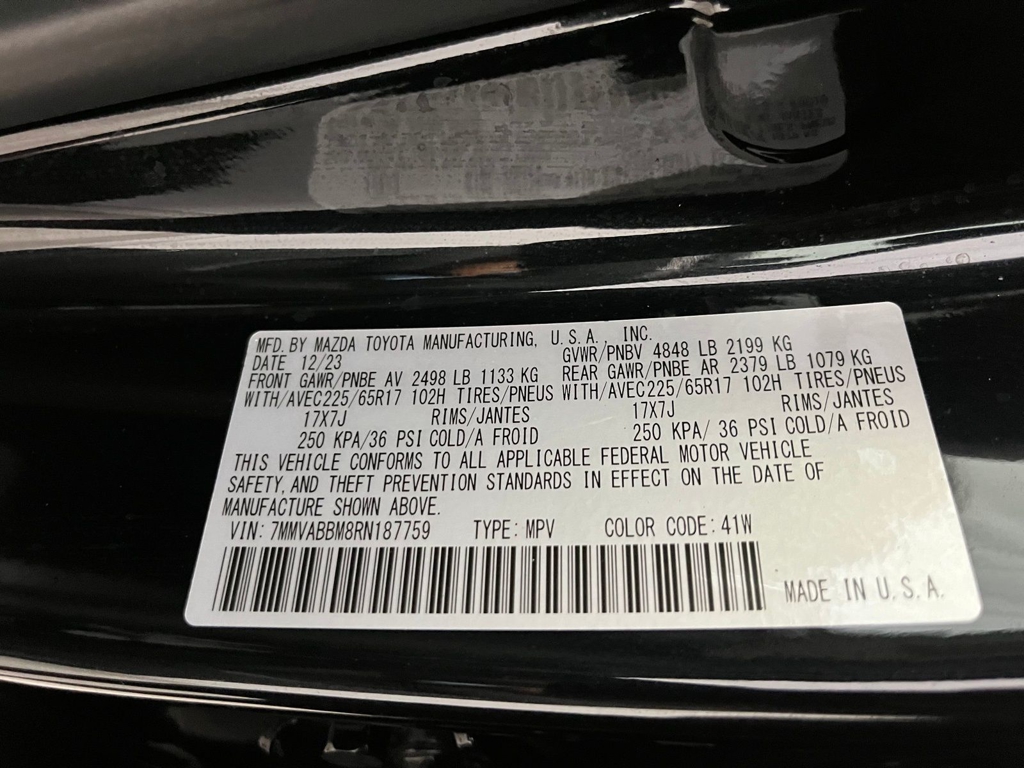 MFD. BY MAZDA TOYOTA MANUFACTURING, U.S.A. INC.
DATE 12/23 GVWR/PNBV 4848 LB 2199 KG
FRONT GAWR/PNBE AV 2498 LB 1133 KG REAR GAWR/PNBE AR 2379 LB 1079 KG
WITH/AVEC225/65R17 102H TIRES/PNEUS WITH/AVEC225/65R17 102H TIRES/PNEUS
17X7J RIMS/JANTES 17X7J RIMS/JANTES
250 KPA/36 PSI COLD/A FROID 250 KPA/ 36 PSI COLD/A FROID
THIS VEHICLE CONFORMS TO ALL APPLICABLE FEDERAL MOTOR VEHICLE
SAFETY, AND THEFT PREVENTION STANDARDS IN EFFECT ON THE DATE OF
MANUFACTURE SHOWN ABOVE.
VIN: 7MMVABBM8RN187759 TYPE: MPV COLOR CODE: 41W
MADE IN U.S.A.